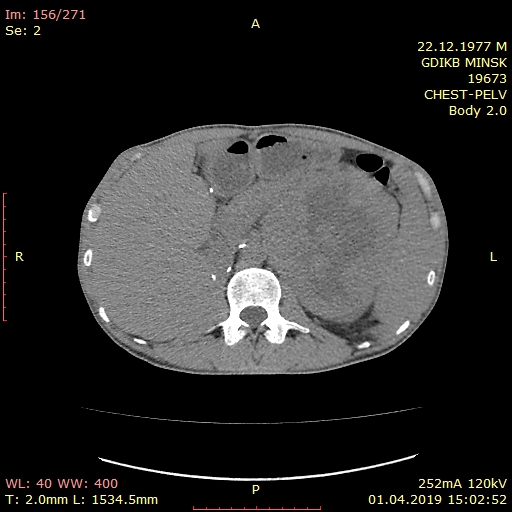 Im: 156/271
Se: 2
A
22.12.1977 M
GDIKB MINSK
19673
CHEST-PELV
Body 2.0
R
L
WL: 40 WW: 400
T: 2.0mm L: 1534.5mm
P
252mA 120kV
01.04.2019 15:02:52